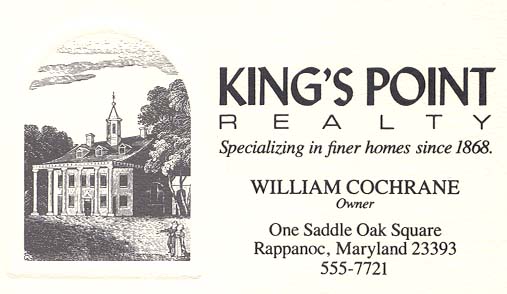 KING'S POINT
REALTY
Specializing in finer homes since 1868.
WILLIAM COCHRANE
Owner
One Saddle Oak Square
Rappanoc, Maryland 23393
555-7721